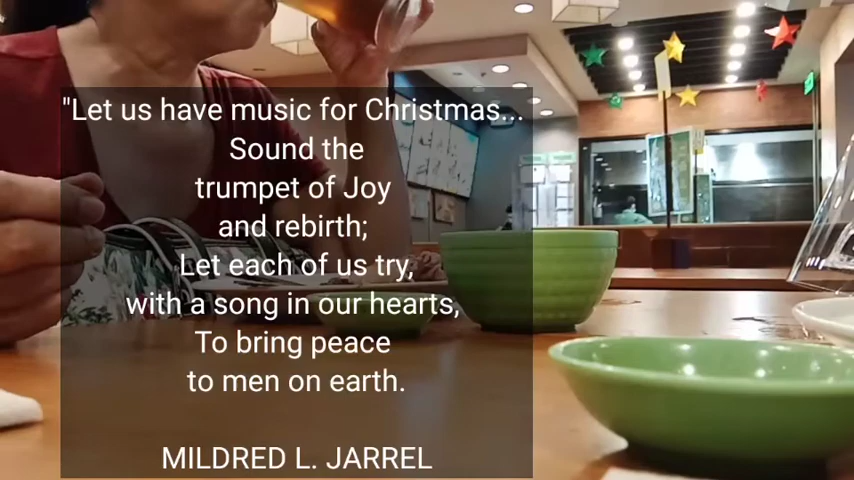 "Let us have music for Christmas...
Sound the
trumpet of Joy
and rebirth;
Let each of us try,
with a song in our hearts,
To bring peace
to men on earth.
MILDRED L. JARREL